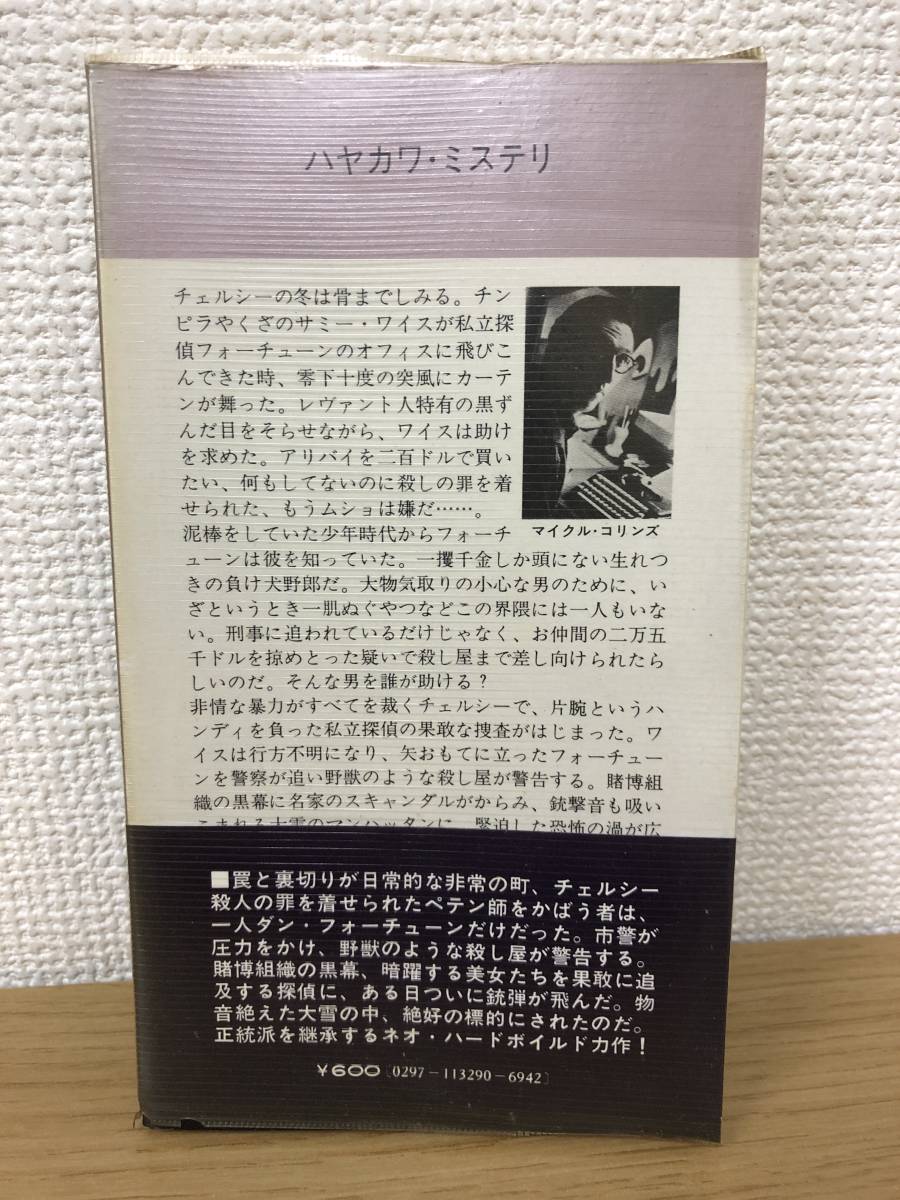 ハヤカワ・ミステリ
チェルシーの冬は骨までしみる。チン
ピラやくざのサミー・ワイスが私立探
偵フォーチューンのオフィスに飛びこ
んできた時、零下十度の突風にカーテ
ンが舞った。レヴァント人特有の黒ず
んだ目をそらせながら、ワイスは助け
を求めた。アリバイを二百ドルで買い
たい、何もしてないのに殺しの罪を着
せられた、もうムショは嫌だ……。
マイクル・コリンズ
泥棒をしていた少年時代からフォーチ
ューンは彼を知っていた。一攫千金しか頭にない生れつ
きの負け犬野郎だ。大物気取りの小心な男のために、い
ざというとき一肌ぬぐやつなどこの界隈には一人もいな
い。刑事に追われているだけじゃなく、お仲間の二万五
千ドルを掠めとった疑いで殺し屋まで差し向けられたら
しいのだ。そんな男を誰が助ける?
非情な暴力がすべてを裁くチェルシーで、片腕というハ
ンディを負った私立探偵の果敢な捜査がはじまった。ワ
イスは行方不明になり、矢おもてに立ったフォーチュー
ンを警察が追い野獣のような殺し屋が警告する。賭博組
織の黒幕に名家のスキャンダルがからみ、銃撃音も吸い
こまれる大雪のマンハッタンに、緊迫した恐怖の渦が広
■罠と裏切りが日常的な非常の町、チェルシー
殺人の罪を着せられたペテン師をかばう者は、
一人ダン・フォーチューンだけだった。市警が
圧力をかけ、野獣のような殺し屋が警告する。
賭博組織の黒幕、暗躍する美女たちを果敢に追
及する探偵に、ある日ついに銃弾が飛んだ。物
音絶えた大雪の中、絶好の標的にされたのだ。
正統派を継承するネオ・ハードボイルド力作!
￥600〔0297-113290-6942〕